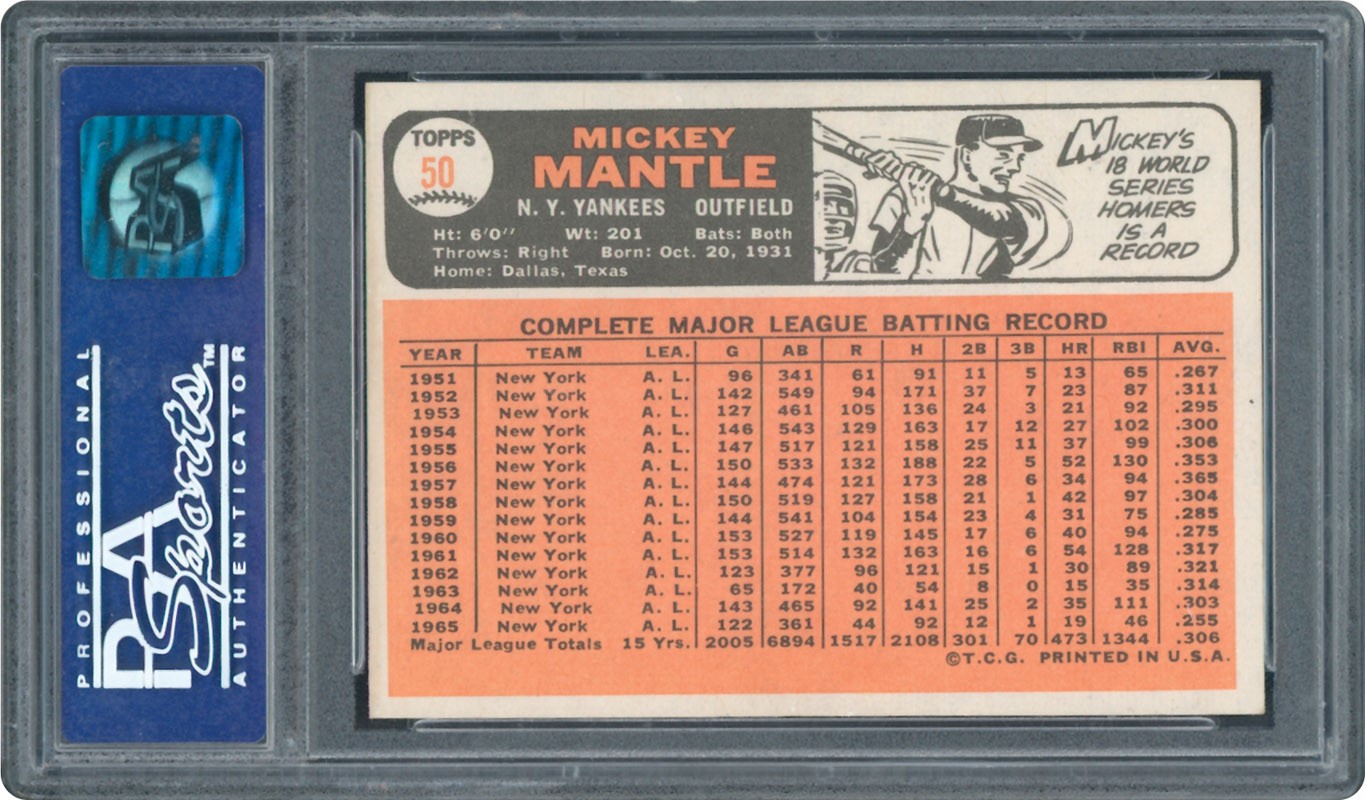 PROFESSIONAL
PSA
Sports™
AUTHENTICATOR
PSA
TOPPS
50
MICKEY
MANTLE
N. Y. YANKEES OUTFIELD
Ht: 6'0'' Wt: 201 Bats: Both
Throws: Right Born: Oct. 20, 1931
Home: Dallas, Texas
MICKEY'S
18 WORLD
SERIES
HOMERS
IS A
RECORD
COMPLETE MAJOR LEAGUE BATTING RECORD
YEAR TEAM LEA. G AB R H 2B 3B HR RBI AVG.
1951 New York A. L. 96 341 61 91 11 5 13 65 .267
1952 New York A. L. 142 549 94 171 37 7 23 87 .311
1953 New York A. L. 127 461 105 136 24 3 21 92 .295
1954 New York A. L. 146 543 129 163 17 12 27 102 .300
1955 New York A. L. 147 517 121 158 25 11 37 99 .306
1956 New York A. L. 150 533 132 188 22 5 52 130 .353
1957 New York A. L. 144 474 121 173 28 6 34 94 .365
1958 New York A. L. 150 519 127 158 21 1 42 97 .304
1959 New York A. L. 144 541 104 154 23 4 31 75 .285
1960 New York A. L. 153 527 119 145 17 6 40 94 .275
1961 New York A. L. 153 514 132 163 16 6 54 128 .317
1962 New York A. L. 123 377 96 121 15 1 30 89 .321
1963 New York A. L. 65 172 40 54 8 0 15 35 .314
1964 New York A. L. 143 465 92 141 25 2 35 111 .303
1965 New York A. L. 122 361 44 92 12 1 19 46 .255
Major League Totals 15 Yrs. 2005 6894 1517 2108 301 70 473 1344 .306
©T.C.G. PRINTED IN U.S.A.